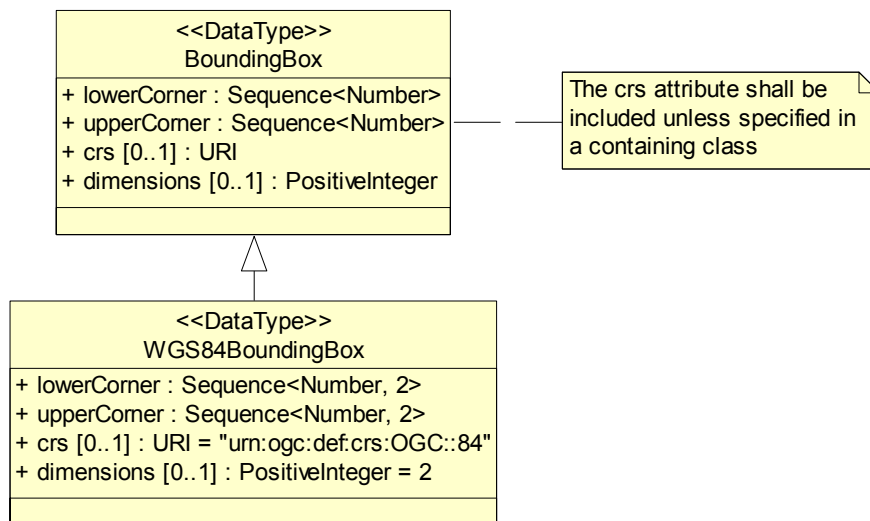 <<DataType>>
BoundingBox
+ lowerCorner : Sequence<Number>
+ upperCorner : Sequence<Number>
+ crs [0..1] : URI
+ dimensions [0..1] : PositiveInteger
The crs attribute shall be
included unless specified in
a containing class
<<DataType>>
WGS84BoundingBox
+ lowerCorner : Sequence<Number, 2>
+ upperCorner : Sequence<Number, 2>
+ crs [0..1] : URI = "urn:ogc:def:crs:OGC::84"
+ dimensions [0..1] : PositiveInteger = 2